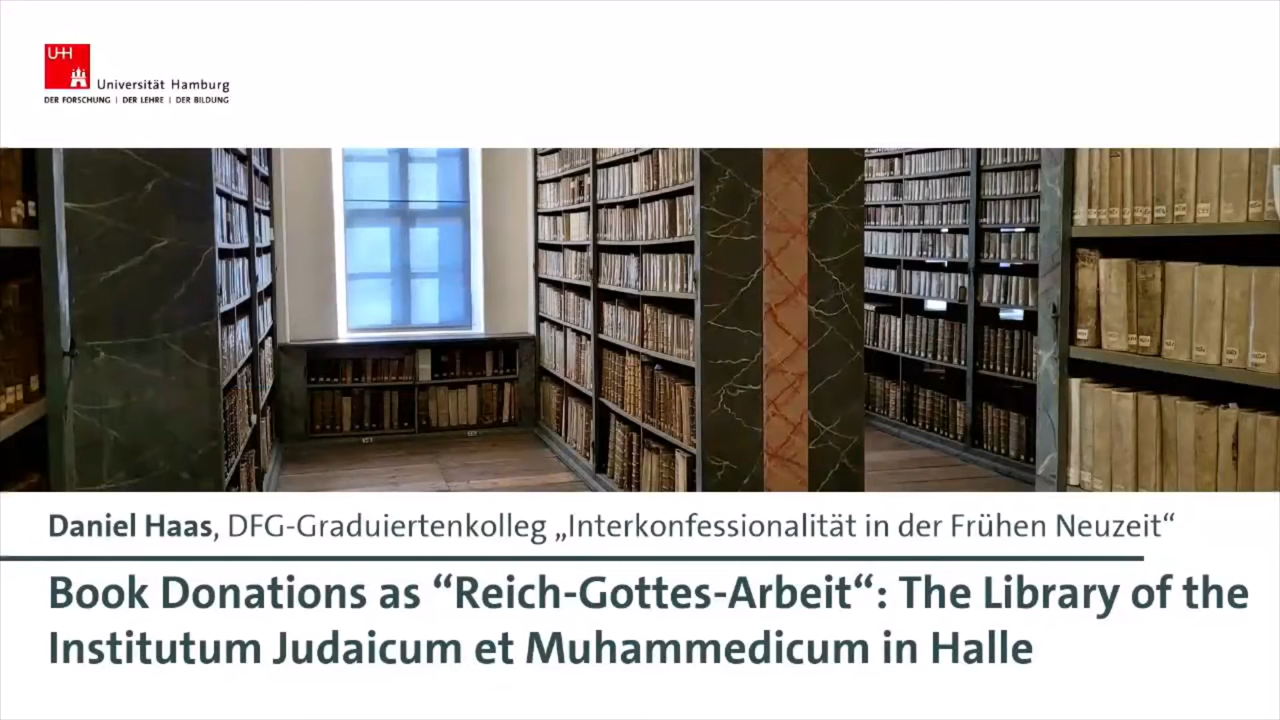 UHH
Universität Hamburg
DER FORSCHUNG | DER LEHRE | DER BILDUNG
Daniel Haas, DFG-Graduiertenkolleg „Interkonfessionalität in der Frühen Neuzeit“
Book Donations as “Reich-Gottes-Arbeit“: The Library of the
Institutum Judaicum et Muhammedicum in Halle